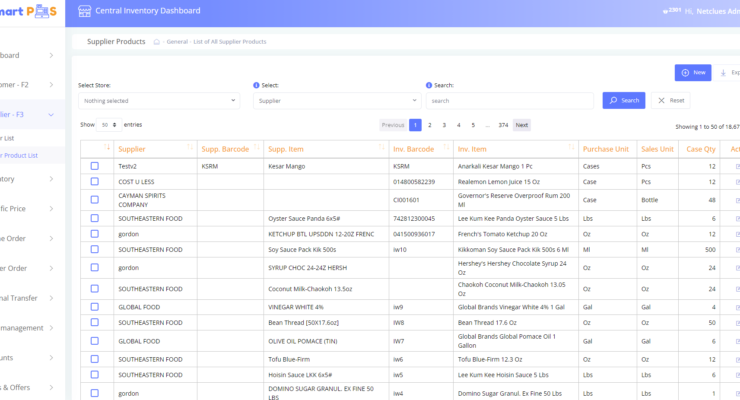 mart P S
Central Inventory Dashboard
Hi, Netclues Adm
Supplier Products
- General - List of All Supplier Products
New
Exp
Select Store:
Select:
Search:
Nothing selected
Supplier
search
Search
Reset
Show 50 entries
Previous 1 2 3 4 5 ... 374 Next
Showing 1 to 50 of 18,67
board
omer - F2
lier - F3
er List
er Product List
tory
fic Price
e Order
er Order
nal Transfer
management
unts
s & Offers
Supplier Supp. Barcode Supp. Item Inv. Barcode Inv. Item Purchase Unit Sales Unit Case Qty Act
Testv2 KSRM Kesar Mango KSRM Anarkali Kesar Mango 1 Pc Cases Pcs 12
COST U LESS 014800582239 Realemon Lemon Juice 15 Oz Case Pcs 12
CAYMAN SPIRITS COMPANY CI001601 Governor's Reserve Overproof Rum 200 Ml Case Bottle 48
SOUTHEASTERN FOOD Oyster Sauce Panda 6x5# 742812300045 Lee Kum Kee Panda Oyster Sauce 5 Lbs Lbs Lbs 6
gordon KETCHUP BTL UPSDDN 12-20Z FRENC 041500936017 French's Tomato Ketchup 20 Oz Oz Oz 12
SOUTHEASTERN FOOD Soy Sauce Pack Kik 500s iw10 Kikkoman Soy Sauce Pack Kik 500s 6 Ml Ml Ml 500
gordon SYRUP CHOC 24-24Z HERSH Hershey's Hershey Chocolate Syrup 24 Oz Oz Oz 24
SOUTHEASTERN FOOD Coconut Milk-Chaokoh 13.5oz Chaokoh Coconut Milk-Chaokoh 13.05 Oz Oz Oz 24
GLOBAL FOOD VINEGAR WHITE 4% iw9 Global Brands Vinegar White 4% 1 Gal Gal Gal 4
SOUTHEASTERN FOOD Bean Thread [50X17.6oz] IW8 Bean Thread 17.6 Oz Oz Oz 50
GLOBAL FOOD OLIVE OIL POMACE (TIN) IW7 Global Brands Global Pomace Oil 1 Gallon Gal Gal 6
SOUTHEASTERN FOOD Tofu Blue-Firm iw6 Tofu Blue-Firm 12.3 Oz Oz Oz 12
SOUTHEASTERN FOOD Hoisin Sauce LKK 6x5# iw5 Lee Kum Kee Hoisin Sauce 5 Lbs Lbs Lbs 6
gordon DOMINO SUGAR GRANUL. EX FINE 50 LBS iw4 Domino Sugar Granul. Ex Fine 50 Lbs Lbs Lbs 1